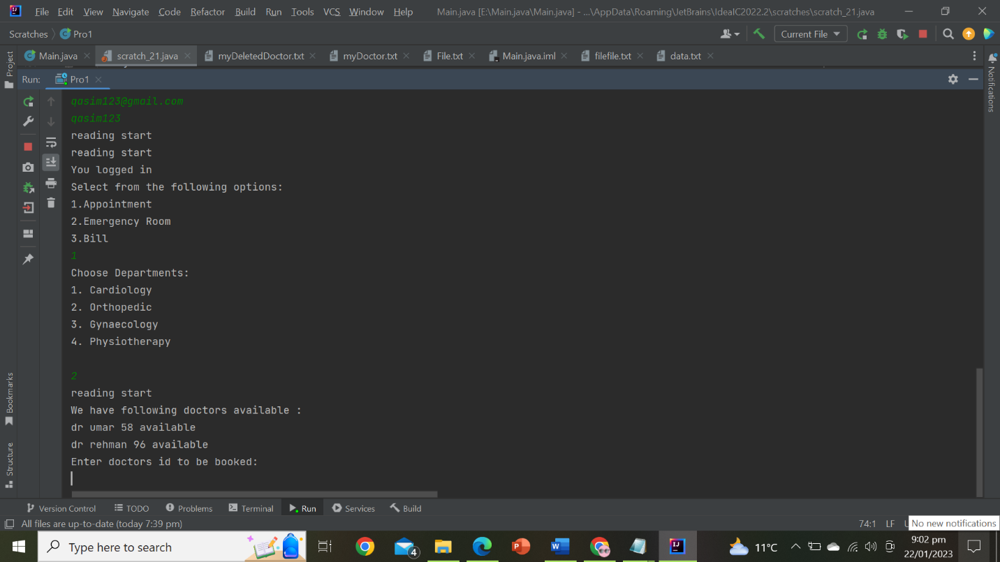 File Edit View Navigate Code Refactor Build Run Tools VCS Window Help Main.java [E:\Main.java\Main.java] - ...\AppData\Roaming\JetBrains\IdeaIC2022.2\scratches\scratch_21.java
Scratches Pro1 Current File
Project
Main.java scratch_21.java myDeletedDoctor.txt myDoctor.txt File.txt Main.java.iml filefile.txt data.txt
Notifications
Run: Pro1
qasim123@gmail.com
qasim123
reading start
reading start
You logged in
Select from the following options:
1.Appointment
2.Emergency Room
3.Bill
1
Choose Departments:
1. Cardiology
2. Orthopedic
3. Gynaecology
4. Physiotherapy
2
reading start
We have following doctors available :
dr umar 58 available
dr rehman 96 available
Enter doctors id to be booked:
Bookmarks
Structure
Version Control TODO Problems Terminal Run Services Build
All files are up-to-date (today 7:39 pm) 74:1 LF No new notifications
Type here to search 4 11°C 9:02 pm
22/01/2023